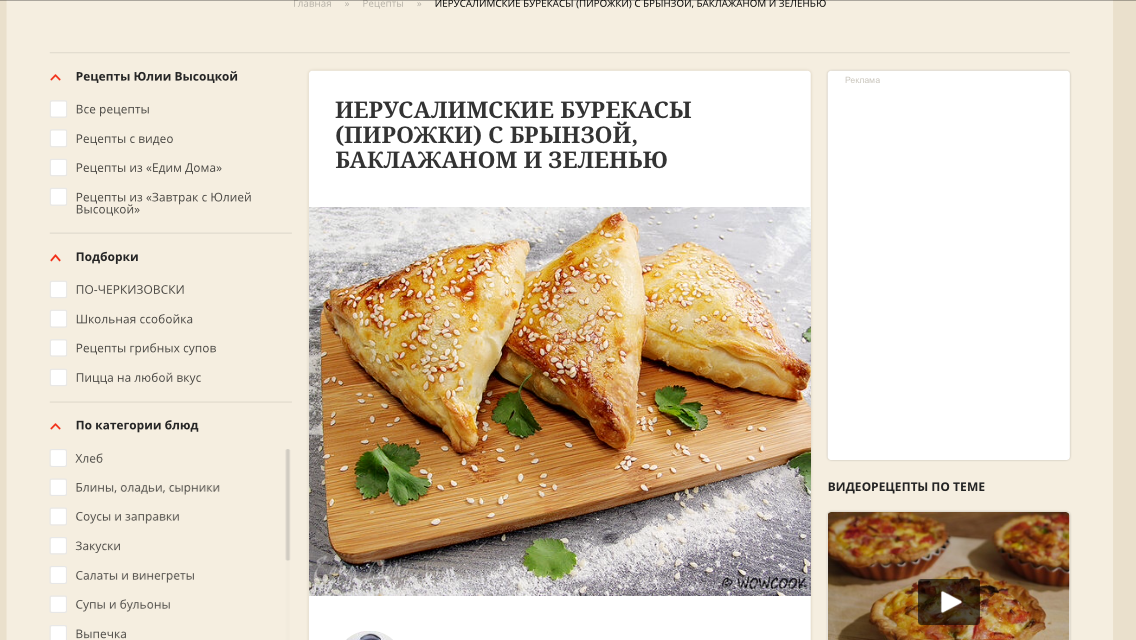 Главная » Рецепты » ИЕРУСАЛИМСКИЕ БУРЕКАСЫ (ПИРОЖКИ) С БРЫНЗОЙ, БАКЛАЖАНОМ И ЗЕЛЕНЬЮ
Рецепты Юлии Высоцкой
Все рецепты
Рецепты с видео
Рецепты из «Едим Дома»
Рецепты из «Завтрак с Юлией
Высоцкой»
Подборки
ПО-ЧЕРКИЗОВСКИ
Школьная ссобойка
Рецепты грибных супов
Пицца на любой вкус
По категории блюд
Хлеб
Блины, оладьи, сырники
Соусы и заправки
Закуски
Салаты и винегреты
Супы и бульоны
Выпечка
ИЕРУСАЛИМСКИЕ БУРЕКАСЫ
(ПИРОЖКИ) С БРЫНЗОЙ,
БАКЛАЖАНОМ И ЗЕЛЕНЬЮ
© WOWCOOK
Реклама
ВИДЕОРЕЦЕПТЫ ПО ТЕМЕ